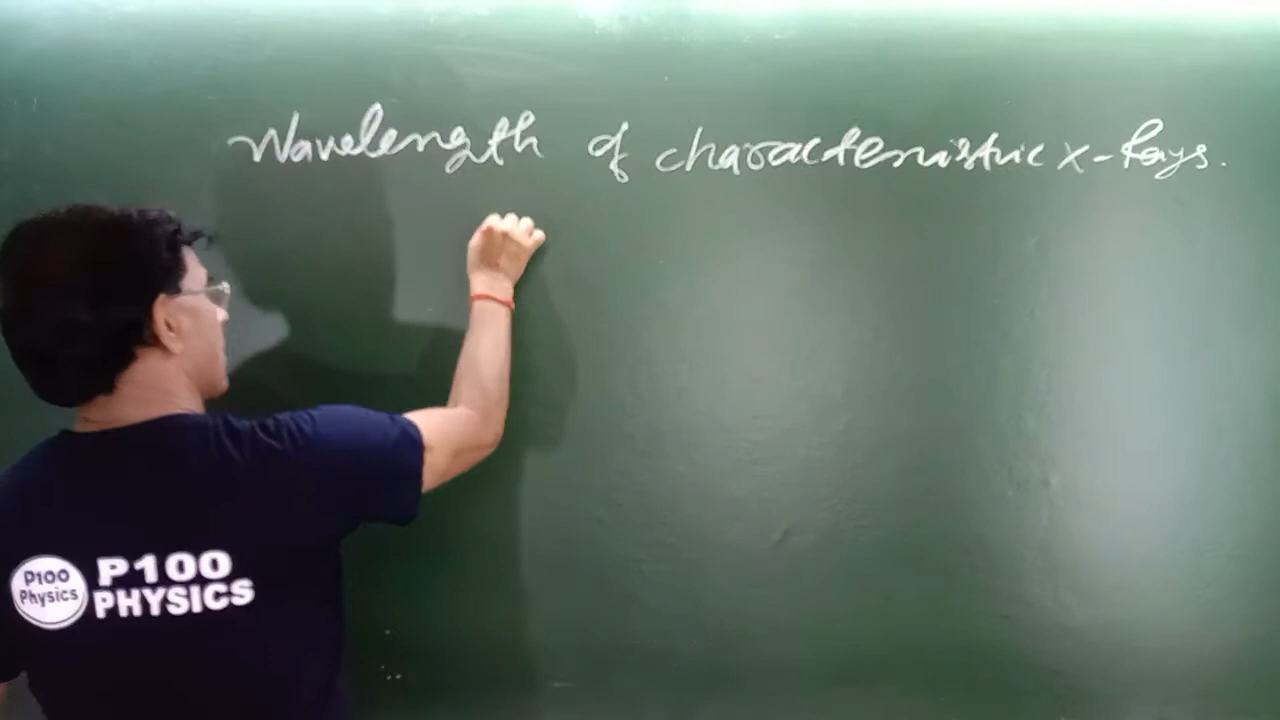 Wavelength of characteristic x-Rays.
P100
Physics
P100
PHYSICS